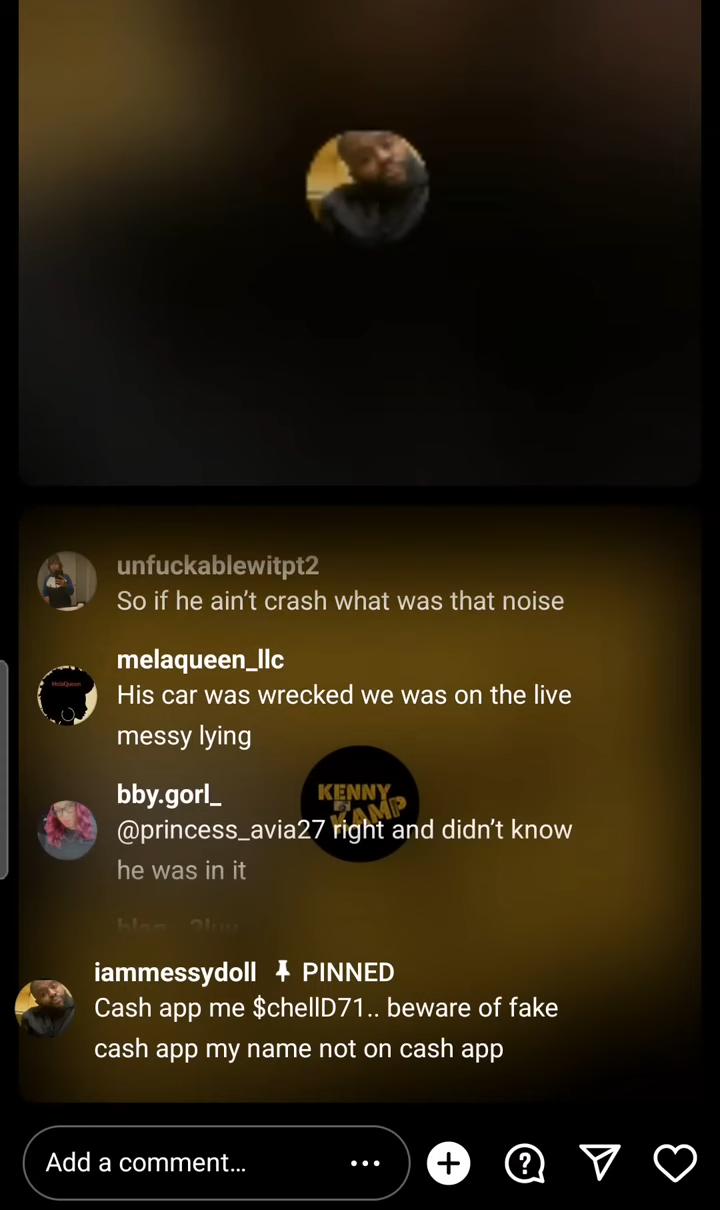 unfuckablewitpt2
So if he ain't crash what was that noise
melaqueen_llc
His car was wrecked we was on the live
messy lying
KENNY
KAMP
bby.gorl_
@princess_avia27 right and didn't know
he was in it
iammessydoll PINNED
Cash app me $chellD71.. beware of fake
cash app my name not on cash app
Add a comment…